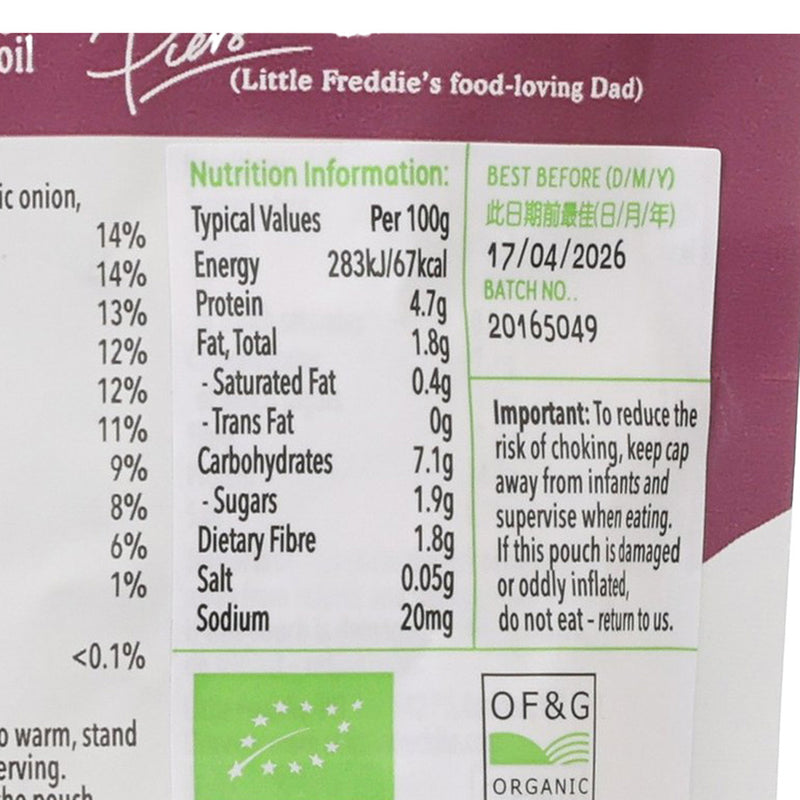 oil
Piers
(Little Freddie's food-loving Dad)
ic onion,
14%
14%
13%
12%
12%
11%
9%
8%
6%
1%
<0.1%
o warm, stand
erving.
he pouch
Nutrition Information:
Typical Values Per 100g
Energy 283kJ/67kcal
Protein 4.7g
Fat, Total 1.8g
- Saturated Fat 0.4g
- Trans Fat 0g
Carbohydrates 7.1g
- Sugars 1.9g
Dietary Fibre 1.8g
Salt 0.05g
Sodium 20mg
BEST BEFORE (D/M/Y)
此日期前最佳(日/月/年)
17/04/2026
BATCH NO..
20165049
Important: To reduce the
risk of choking, keep cap
away from infants and
supervise when eating.
If this pouch is damaged
or oddly inflated,
do not eat - return to us.
OF&G
ORGANIC